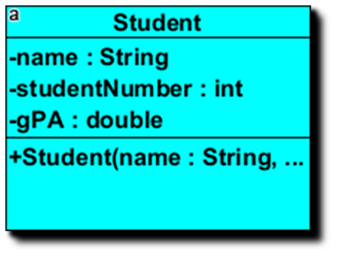 a
Student
-name : String
-studentNumber : int
-gPA : double
+Student(name : String, ...